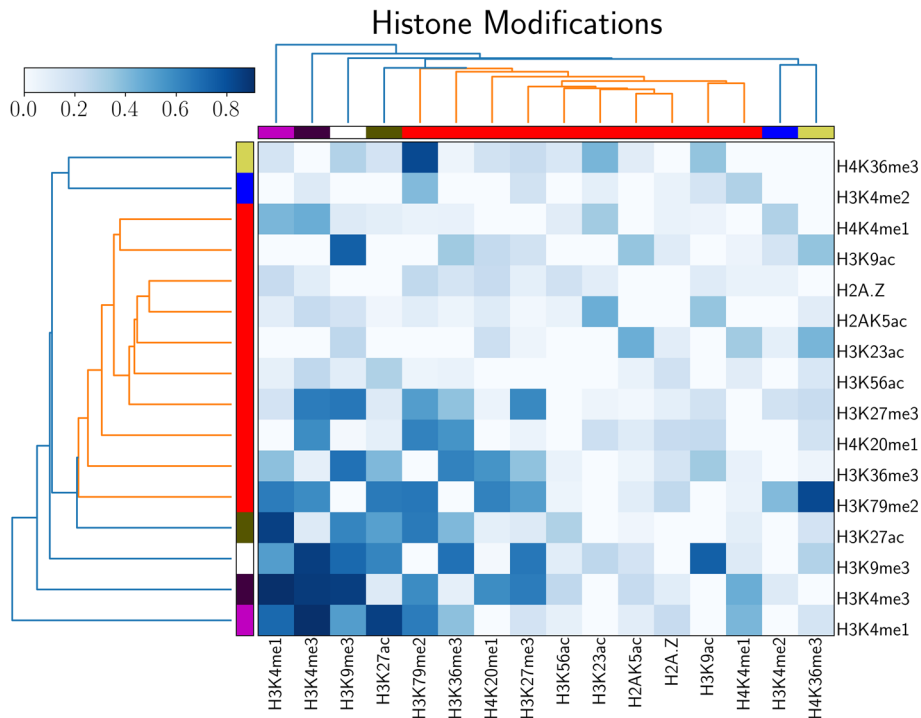 Histone Modifications
0.0 0.2 0.4 0.6 0.8
H4K36me3
H3K4me2
H4K4me1
H3K9ac
H2A.Z
H2AK5ac
H3K23ac
H3K56ac
H3K27me3
H4K20me1
H3K36me3
H3K79me2
H3K27ac
H3K9me3
H3K4me3
H3K4me1
H3K4me1
H3K4me3
H3K9me3
H3K27ac
H3K79me2
H3K36me3
H4K20me1
H3K27me3
H3K56ac
H3K23ac
H2AK5ac
H2A.Z
H3K9ac
H4K4me1
H3K4me2
H4K36me3